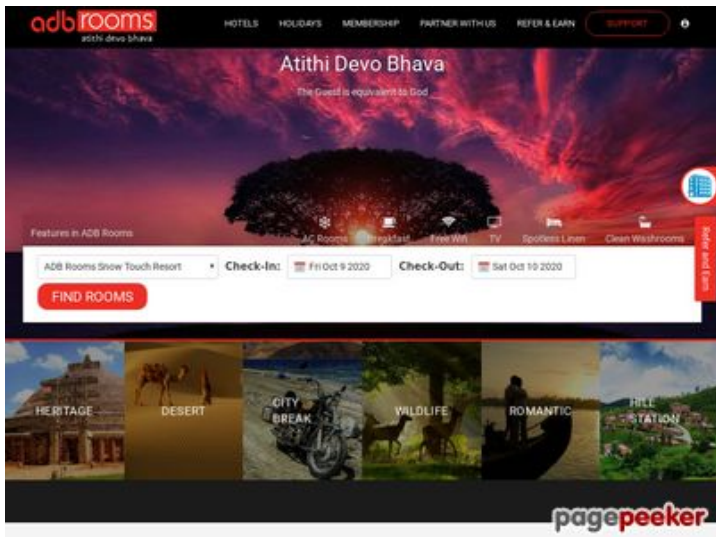 adb rooms
atithi devo bhava
HOTELS HOLIDAYS MEMBERSHIP PARTNER WITH US REFER & EARN SUPPORT
Atithi Devo Bhava
The Guest is equivalent to God
Features in ADB Rooms
AC Rooms Breakfast Free Wifi TV Spotless Linen Clean Washrooms
Refer and Earn
ADB Rooms Snow Touch Resort Check-In: Fri Oct 9 2020 Check-Out: Sat Oct 10 2020
FIND ROOMS
HERITAGE DESERT CITY BREAK WILDLIFE ROMANTIC HILL STATION
pagepeeker